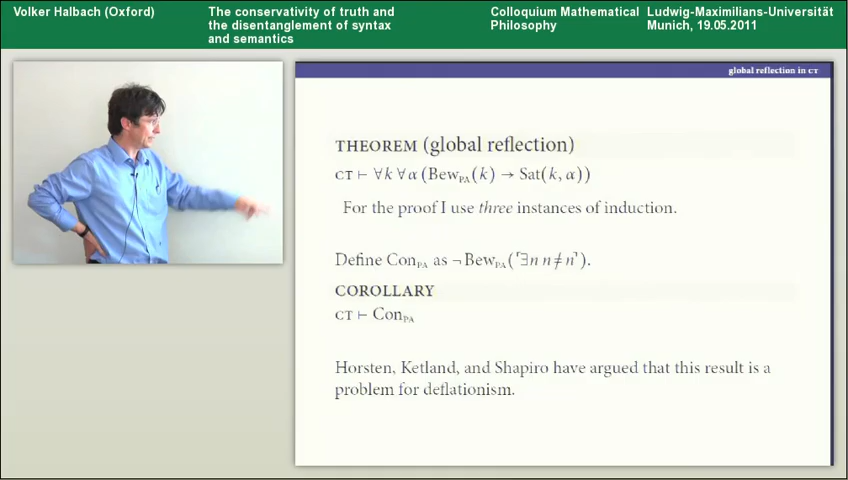 Volker Halbach (Oxford)
The conservativity of truth and
the disentanglement of syntax
and semantics
Colloquium Mathematical
Philosophy
Ludwig-Maximilians-Universität
Munich, 19.05.2011
global reflection in CT
THEOREM (global reflection)
CT ⊢ ∀k ∀α (Bew_PA(k) → Sat(k, α))
For the proof I use three instances of induction.
Define Con_PA as ¬Bew_PA(⌜∃n n≠n⌝).
COROLLARY
CT ⊢ Con_PA
Horsten, Ketland, and Shapiro have argued that this result is a
problem for deflationism.